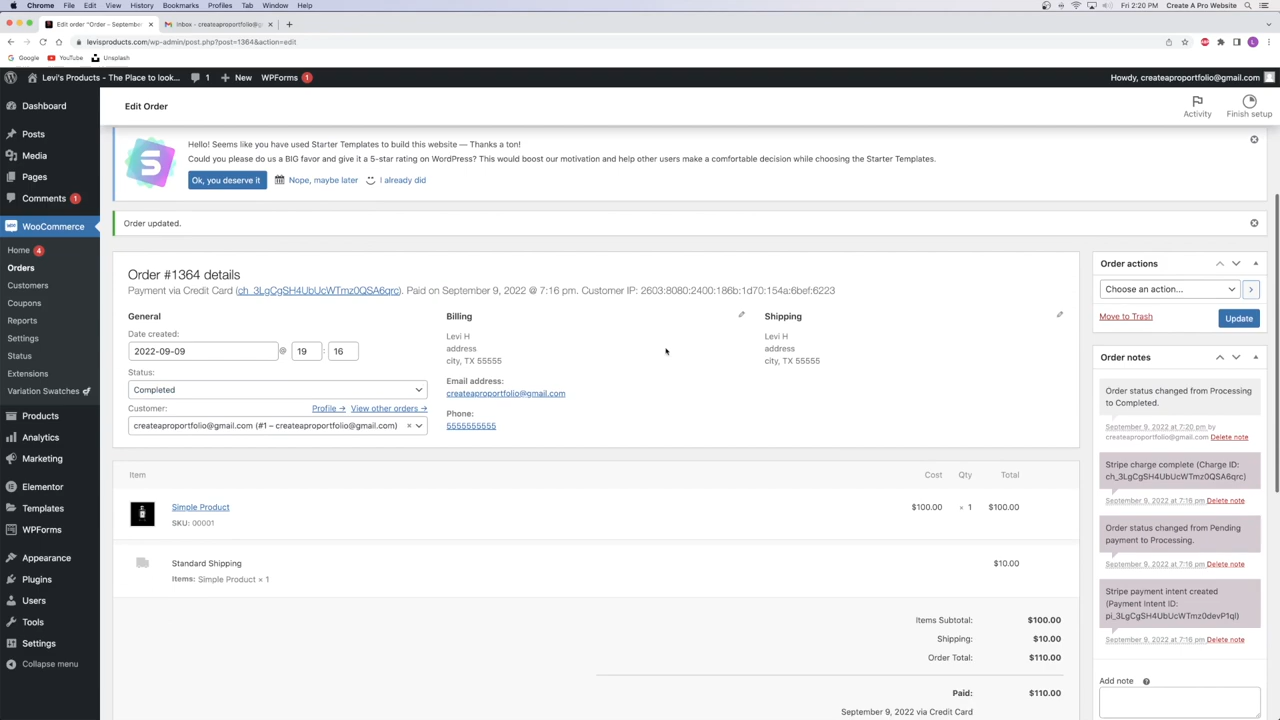 Chrome File Edit View History Bookmarks Profiles Tab Window Help
Fri 2:20 PM Create A Pro Website
Edit order "Order – September
Inbox - createaproportfolio@g
levisproducts.com/wp-admin/post.php?post=1364&action=edit
Google YouTube Unsplash
Levi's Products - The Place to look... 1 New WPForms 1
Howdy, createaproportfolio@gmail.com
Dashboard
Posts
Media
Pages
Comments 1
WooCommerce
Home 4
Orders
Customers
Coupons
Reports
Settings
Status
Extensions
Variation Swatches
Products
Analytics
Marketing
Elementor
Templates
WPForms
Appearance
Plugins
Users
Tools
Settings
Collapse menu
Edit Order
Activity
Finish setup
Hello! Seems like you have used Starter Templates to build this website — Thanks a ton!
Could you please do us a BIG favor and give it a 5-star rating on WordPress? This would boost our motivation and help other users make a comfortable decision while choosing the Starter Templates.
Ok, you deserve it Nope, maybe later I already did
Order updated.
Order #1364 details
Payment via Credit Card (ch_3LgCgSH4UbUcWTmz0QSA6qrc). Paid on September 9, 2022 @ 7:16 pm. Customer IP: 2603:8080:2400:186b:1d70:154a:6bef:6223
General
Date created:
2022-09-09 @ 19 : 16
Status:
Completed
Customer: Profile → View other orders →
createaproportfolio@gmail.com (#1 – createaproportfolio@gmail.com) ×
Billing
Levi H
address
city, TX 55555
Email address:
createaproportfolio@gmail.com
Phone:
5555555555
Shipping
Levi H
address
city, TX 55555
Item Cost Qty Total
Simple Product $100.00 × 1 $100.00
SKU: 00001
Standard Shipping $10.00
Items: Simple Product × 1
Items Subtotal: $100.00
Shipping: $10.00
Order Total: $110.00
Paid: $110.00
September 9, 2022 via Credit Card
Order actions
Choose an action...
Move to Trash Update
Order notes
Order status changed from Processing
to Completed.
September 9, 2022 at 7:20 pm by
createaproportfolio@gmail.com Delete note
Stripe charge complete (Charge ID:
ch_3LgCgSH4UbUcWTmz0QSA6qrc)
September 9, 2022 at 7:16 pm Delete note
Order status changed from Pending
payment to Processing.
September 9, 2022 at 7:16 pm Delete note
Stripe payment intent created
(Payment Intent ID:
pi_3LgCgSH4UbUcWTmz0devP1ql)
September 9, 2022 at 7:16 pm Delete note
Add note